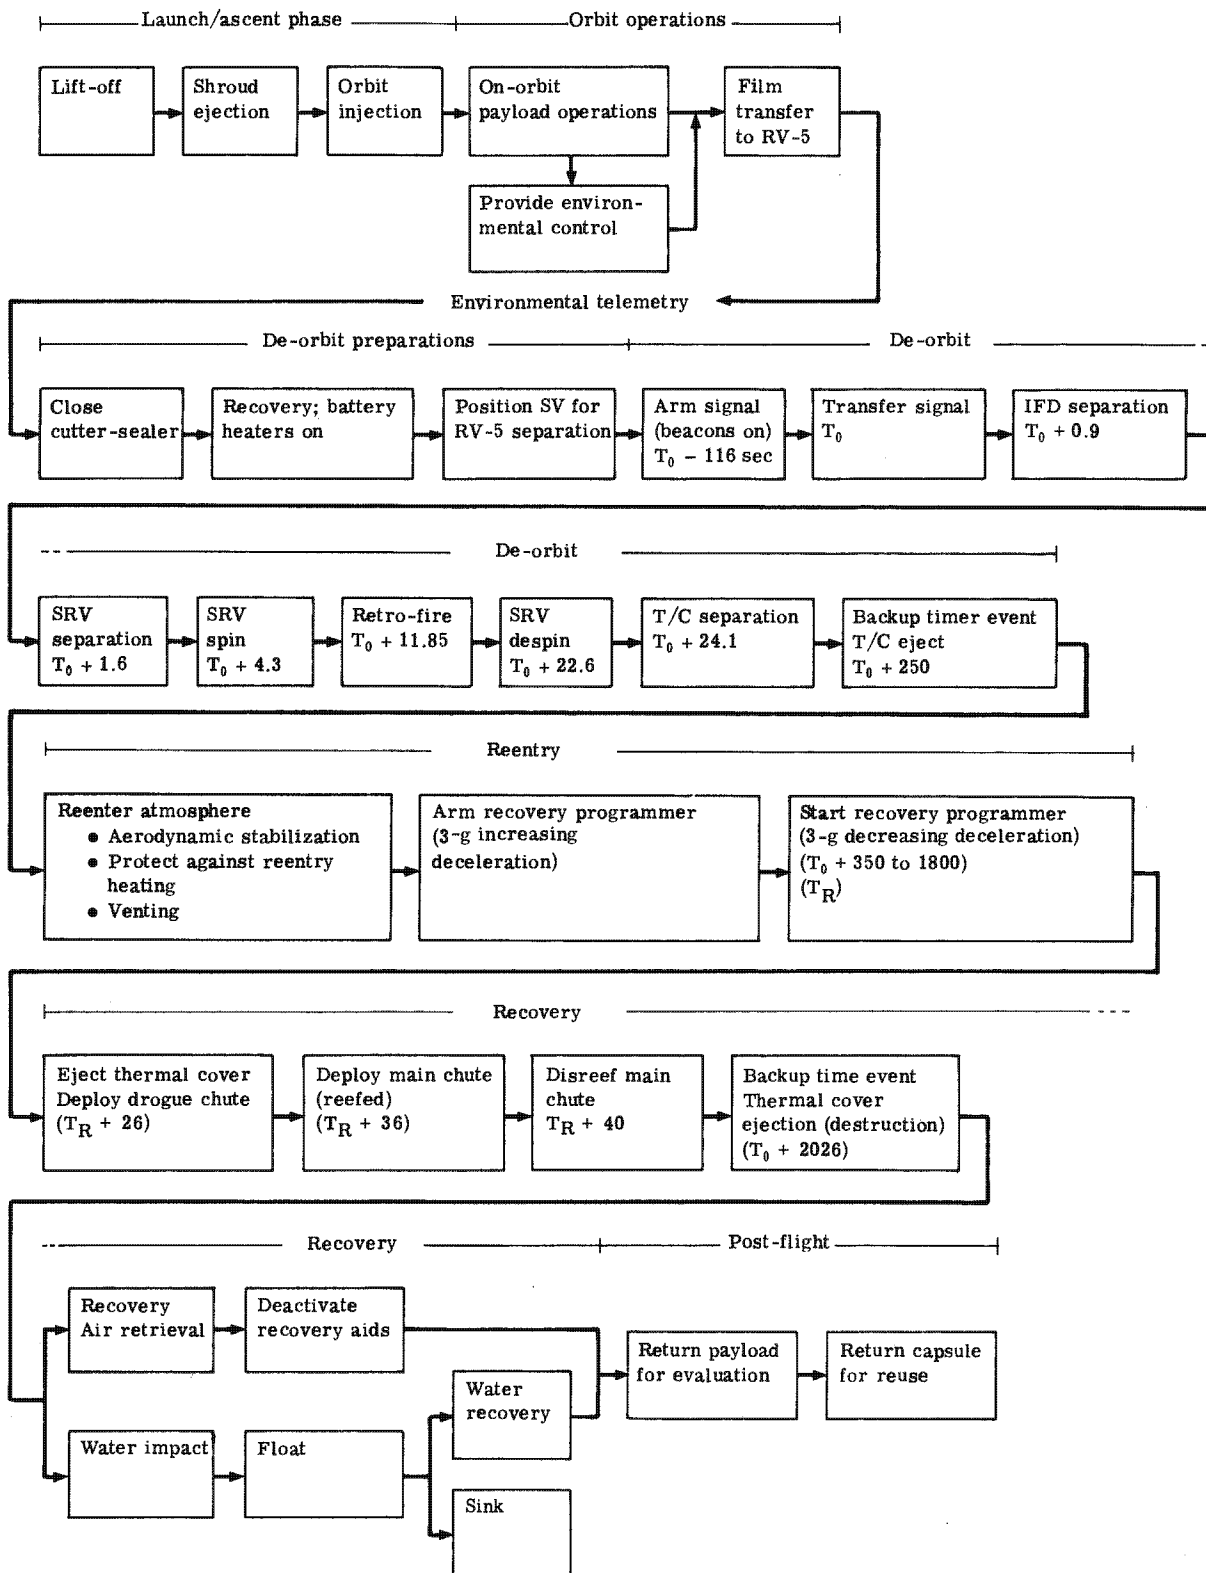 Launch/ascent phase
Orbit operations
Lift-off
Shroud
ejection
Orbit
injection
On-orbit
payload operations
Film
transfer
to RV-5
Provide environ-
mental control
Environmental telemetry
De-orbit preparations
De-orbit
Close
cutter-sealer
Recovery; battery
heaters on
Position SV for
RV-5 separation
Arm signal
(beacons on)
T₀ − 116 sec
Transfer signal
T₀
IFD separation
T₀ + 0.9
De-orbit
SRV
separation
T₀ + 1.6
SRV
spin
T₀ + 4.3
Retro-fire
T₀ + 11.85
SRV
despin
T₀ + 22.6
T/C separation
T₀ + 24.1
Backup timer event
T/C eject
T₀ + 250
Reentry
Reenter atmosphere
● Aerodynamic stabilization
● Protect against reentry
heating
● Venting
Arm recovery programmer
(3-g increasing
deceleration)
Start recovery programmer
(3-g decreasing deceleration)
(T₀ + 350 to 1800)
(T_R)
Recovery
Eject thermal cover
Deploy drogue chute
(T_R + 26)
Deploy main chute
(reefed)
(T_R + 36)
Disreef main
chute
T_R + 40
Backup time event
Thermal cover
ejection (destruction)
(T₀ + 2026)
Recovery
Post-flight
Recovery
Air retrieval
Deactivate
recovery aids
Return payload
for evaluation
Return capsule
for reuse
Water
recovery
Water impact
Float
Sink